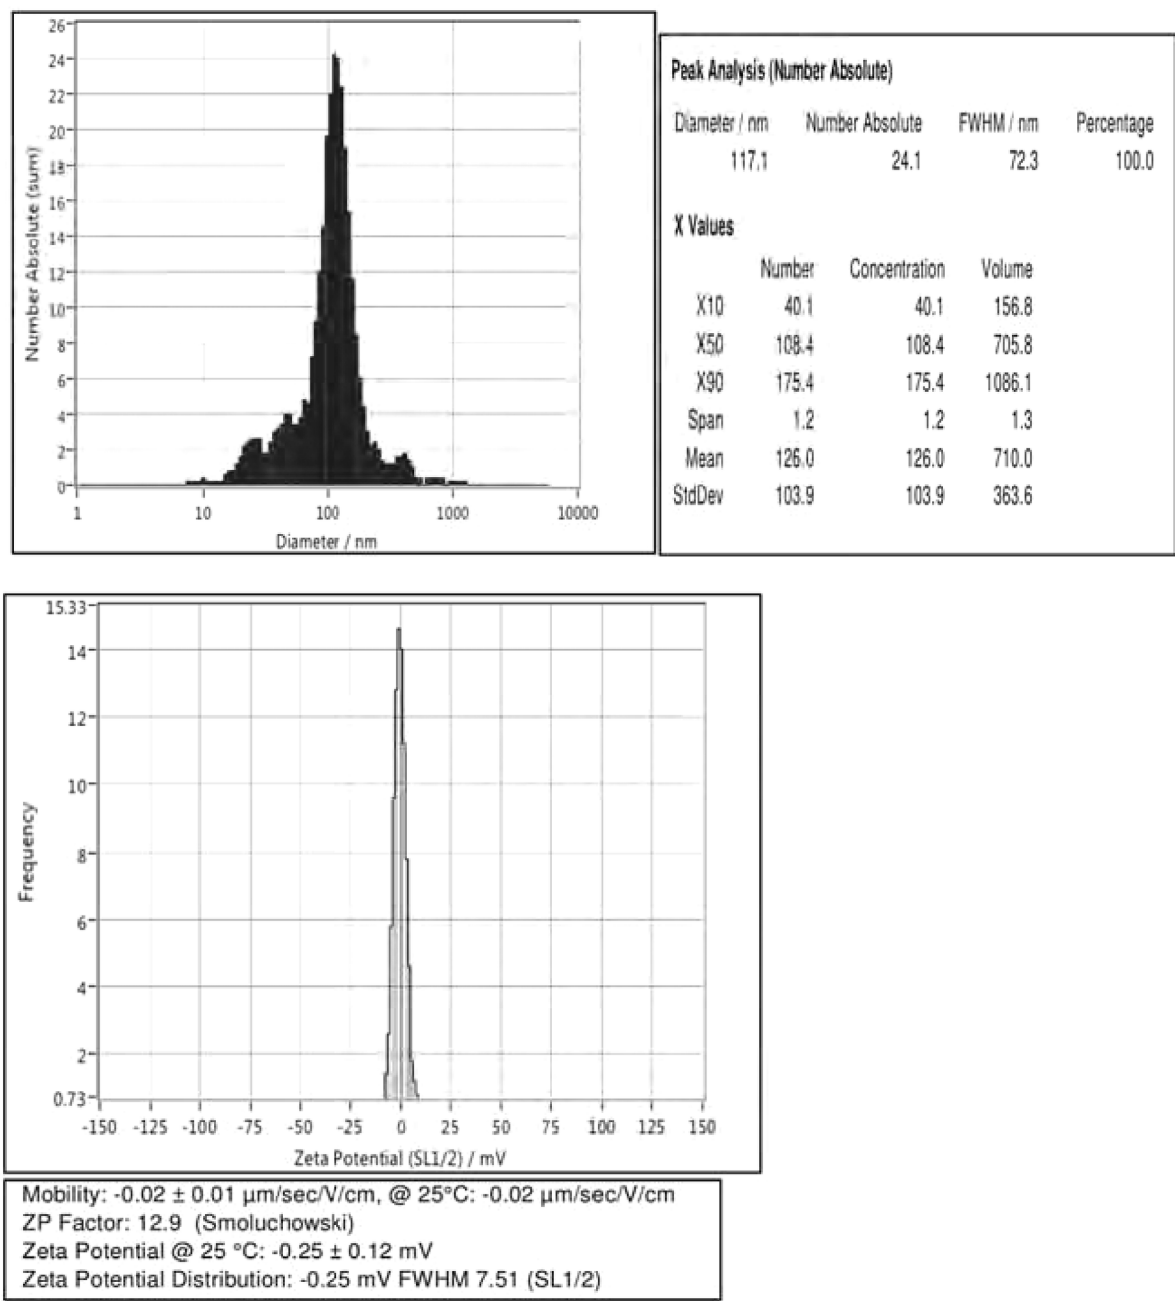 26
24
22
20
18
16
14
12
10
8
6
4
2
0
Number Absolute (sum)
1 10 100 1000 10000
Diameter / nm
Peak Analysis (Number Absolute)
Diameter / nm Number Absolute FWHM / nm Percentage
117.1 24.1 72.3 100.0
X Values
Number Concentration Volume
X10 40.1 40.1 156.8
X50 108.4 108.4 705.8
X90 175.4 175.4 1086.1
Span 1.2 1.2 1.3
Mean 126.0 126.0 710.0
StdDev 103.9 103.9 363.6
15.33
14
12
10
8
6
4
2
0.73
Frequency
-150 -125 -100 -75 -50 -25 0 25 50 75 100 125 150
Zeta Potential (SL1/2) / mV
Mobility: -0.02 ± 0.01 µm/sec/V/cm, @ 25°C: -0.02 µm/sec/V/cm
ZP Factor: 12.9 (Smoluchowski)
Zeta Potential @ 25 °C: -0.25 ± 0.12 mV
Zeta Potential Distribution: -0.25 mV FWHM 7.51 (SL1/2)